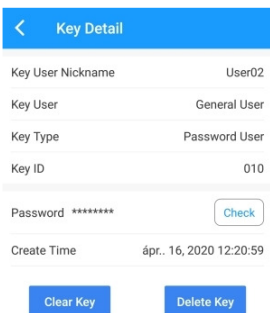 Key Detail
Key User Nickname User02
Key User General User
Key Type Password User
Key ID 010
Password ******** Check
Create Time ápr.. 16, 2020 12:20:59
Clear Key Delete Key